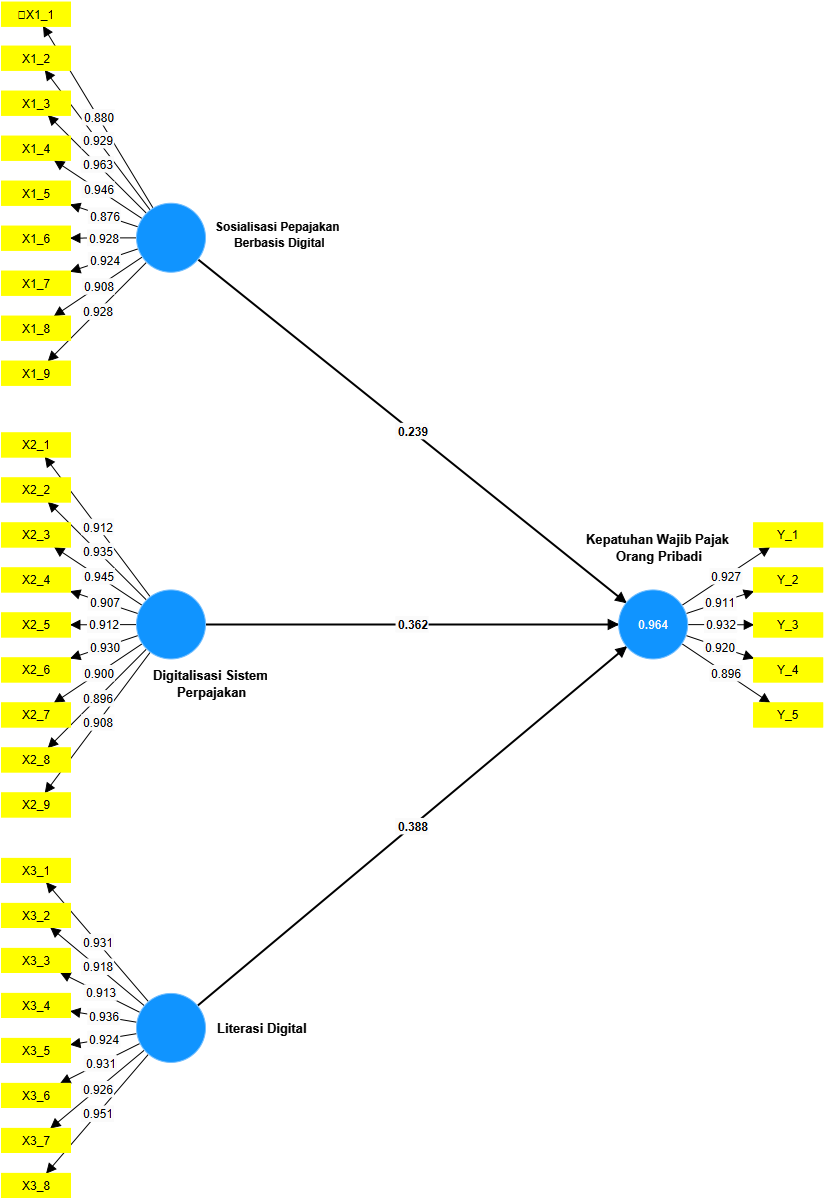 X1_1
X1_2
X1_3
X1_4
X1_5
X1_6
X1_7
X1_8
X1_9
0.880
0.929
0.963
0.946
0.876
0.928
0.924
0.908
0.928
Sosialisasi Pepajakan
Berbasis Digital
0.239
X2_1
X2_2
X2_3
X2_4
X2_5
X2_6
X2_7
X2_8
X2_9
0.912
0.935
0.945
0.907
0.912
0.930
0.900
0.896
0.908
Digitalisasi Sistem
Perpajakan
0.362
Kepatuhan Wajib Pajak
Orang Pribadi
0.964
0.927
0.911
0.932
0.920
0.896
Y_1
Y_2
Y_3
Y_4
Y_5
0.388
X3_1
X3_2
X3_3
X3_4
X3_5
X3_6
X3_7
X3_8
0.931
0.918
0.913
0.936
0.924
0.931
0.926
0.951
Literasi Digital